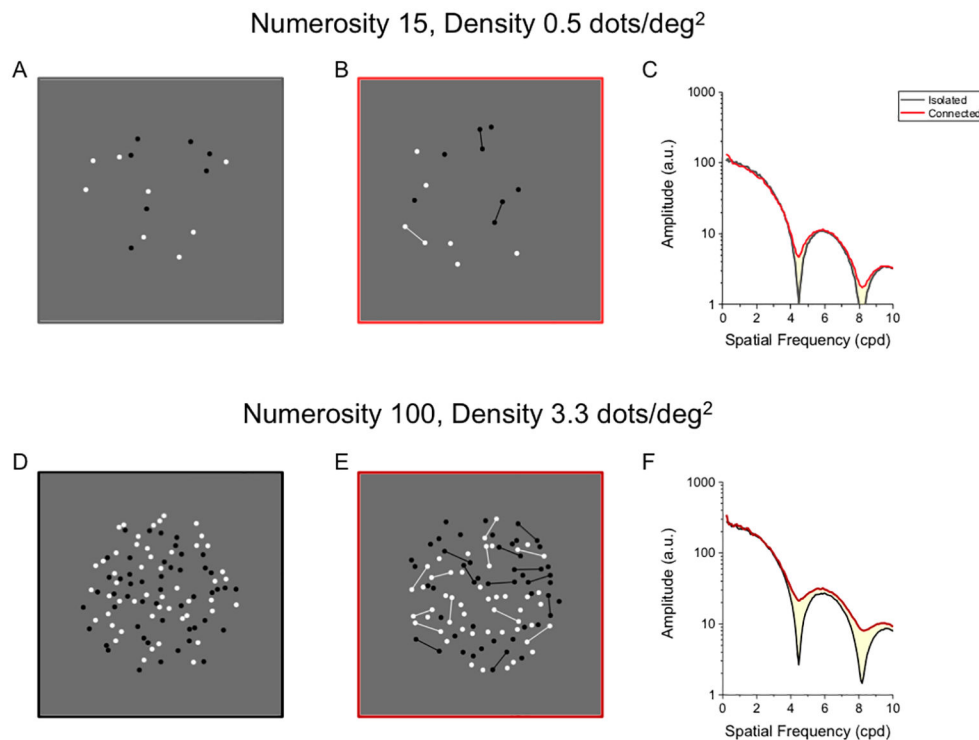 Numerosity 15, Density 0.5 dots/deg²
A
B
C
1000
100
10
1
Amplitude (a.u.)
0 2 4 6 8 10
Spatial Frequency (cpd)
Isolated
Connected
Numerosity 100, Density 3.3 dots/deg²
D
E
F
1000
100
10
1
Amplitude (a.u.)
0 2 4 6 8 10
Spatial Frequency (cpd)